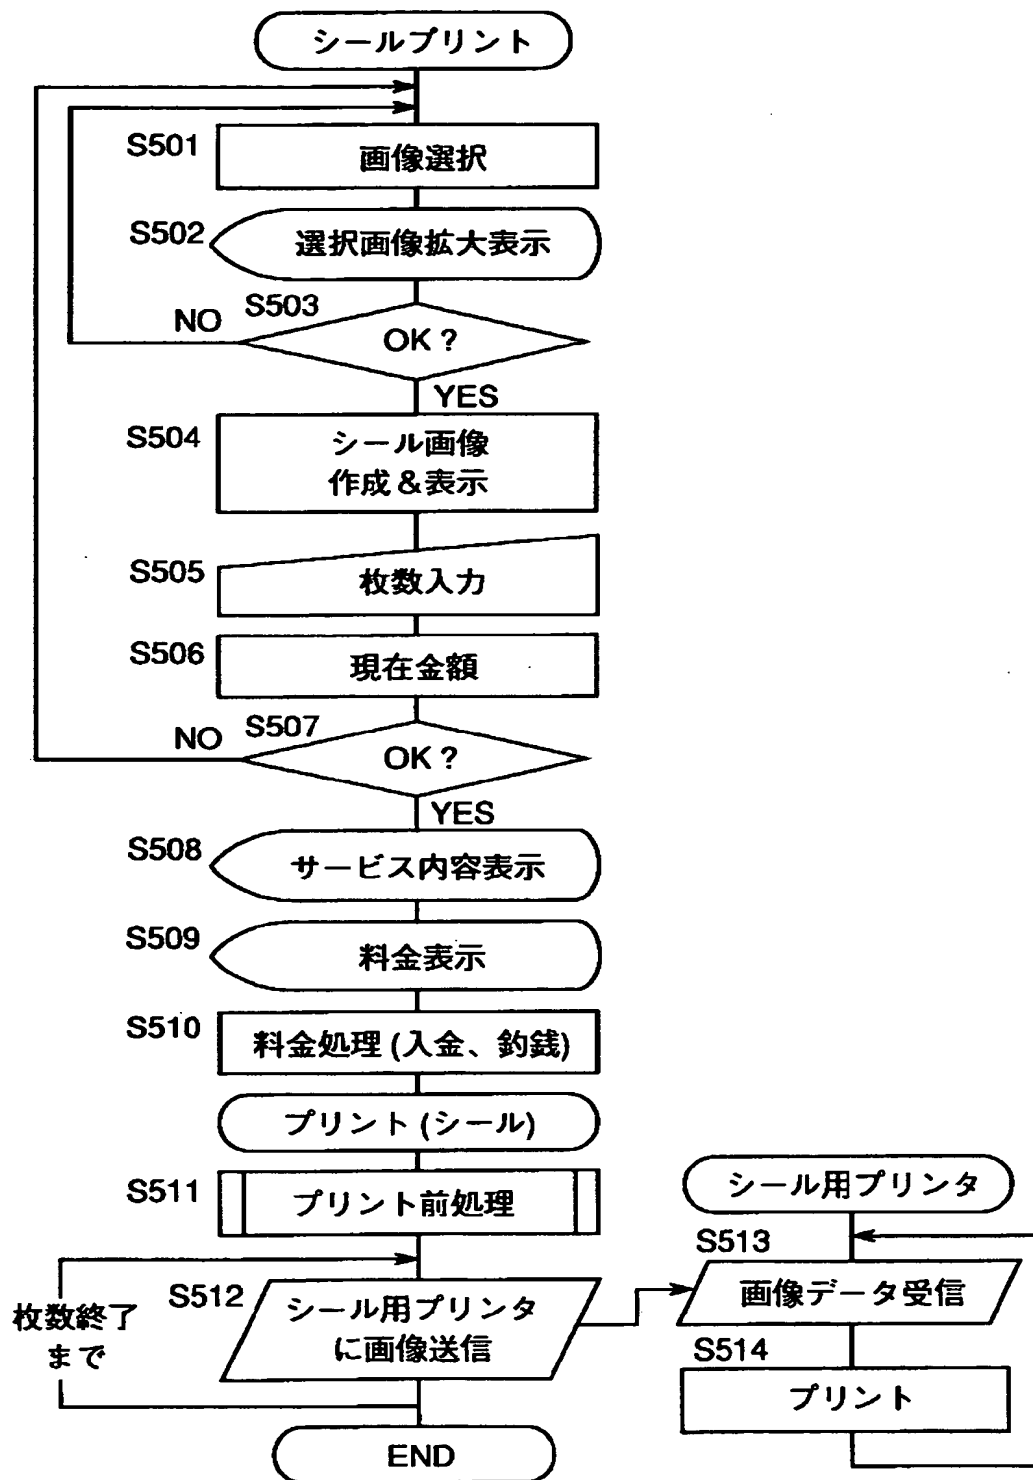 シールプリント
S501
画像選択
S502
選択画像拡大表示
S503
NO
OK?
YES
S504
シール画像
作成&表示
S505
枚数入力
S506
現在金額
S507
NO
OK?
YES
S508
サービス内容表示
S509
料金表示
S510
料金処理(入金、釣銭)
プリント(シール)
S511
プリント前処理
枚数終了
まで
S512
シール用プリンタ
に画像送信
END
シール用プリンタ
S513
画像データ受信
S514
プリント